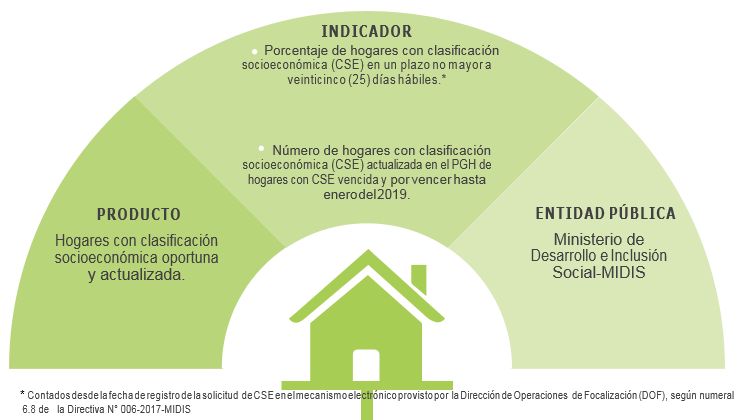 INDICADOR
• Porcentaje de hogares con clasificación
socioeconómica (CSE) en un plazo no mayor a
veinticinco (25) días hábiles.*
• Número de hogares con clasificación
socioeconómica (CSE) actualizada en el PGH de
hogares con CSE vencida y por vencer hasta
enero del 2019.
PRODUCTO
Hogares con clasificación
socioeconómica oportuna
y actualizada.
ENTIDAD PÚBLICA
Ministerio de
Desarrollo e Inclusión
Social-MIDIS
* Contados desde la fecha de registro de la solicitud de CSE en el mecanismo electrónico provisto por la Dirección de Operaciones de Focalización (DOF), según numeral
6.8 de la Directiva N° 006-2017-MIDIS